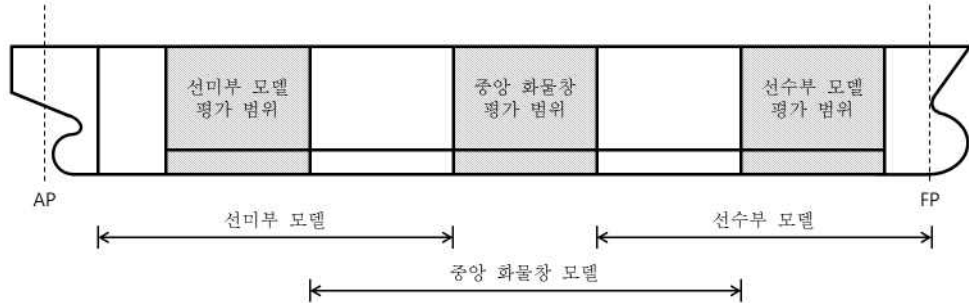 선미부 모델
평가 범위
중앙 화물창
평가 범위
선수부 모델
평가 범위
AP
FP
선미부 모델
선수부 모델
중앙 화물창 모델